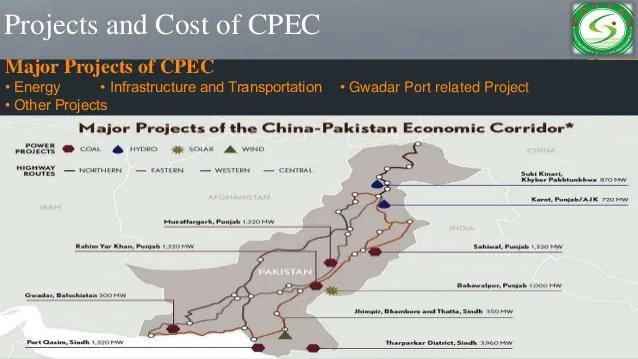 Projects and Cost of CPEC
Major Projects of CPEC
• Energy • Infrastructure and Transportation • Gwadar Port related Project
• Other Projects
Major Projects of the China-Pakistan Economic Corridor*
POWER PROJECTS COAL HYDRO SOLAR WIND
HIGHWAY ROUTES NORTHERN EASTERN WESTERN CENTRAL
CHINA
Suki Kinari,
Khyber Pakhtunkhwa 870 MW
AFGHANISTAN
Karot, Punjab/AJK 720 MW
IRAN
Muzaffargarh, Punjab 1,320 MW
INDIA
Rahim Yar Khan, Punjab 1,320 MW
Sahiwal, Punjab 1,320 MW
PAKISTAN
Bahawalpur, Punjab 1,000 MW
Gwadar, Balochistan 300 MW
Jhimpir, Bhambore and Thatta, Sindh 350 MW
Port Qasim, Sindh 1,320 MW
Tharparkar District, Sindh 3,960 MW